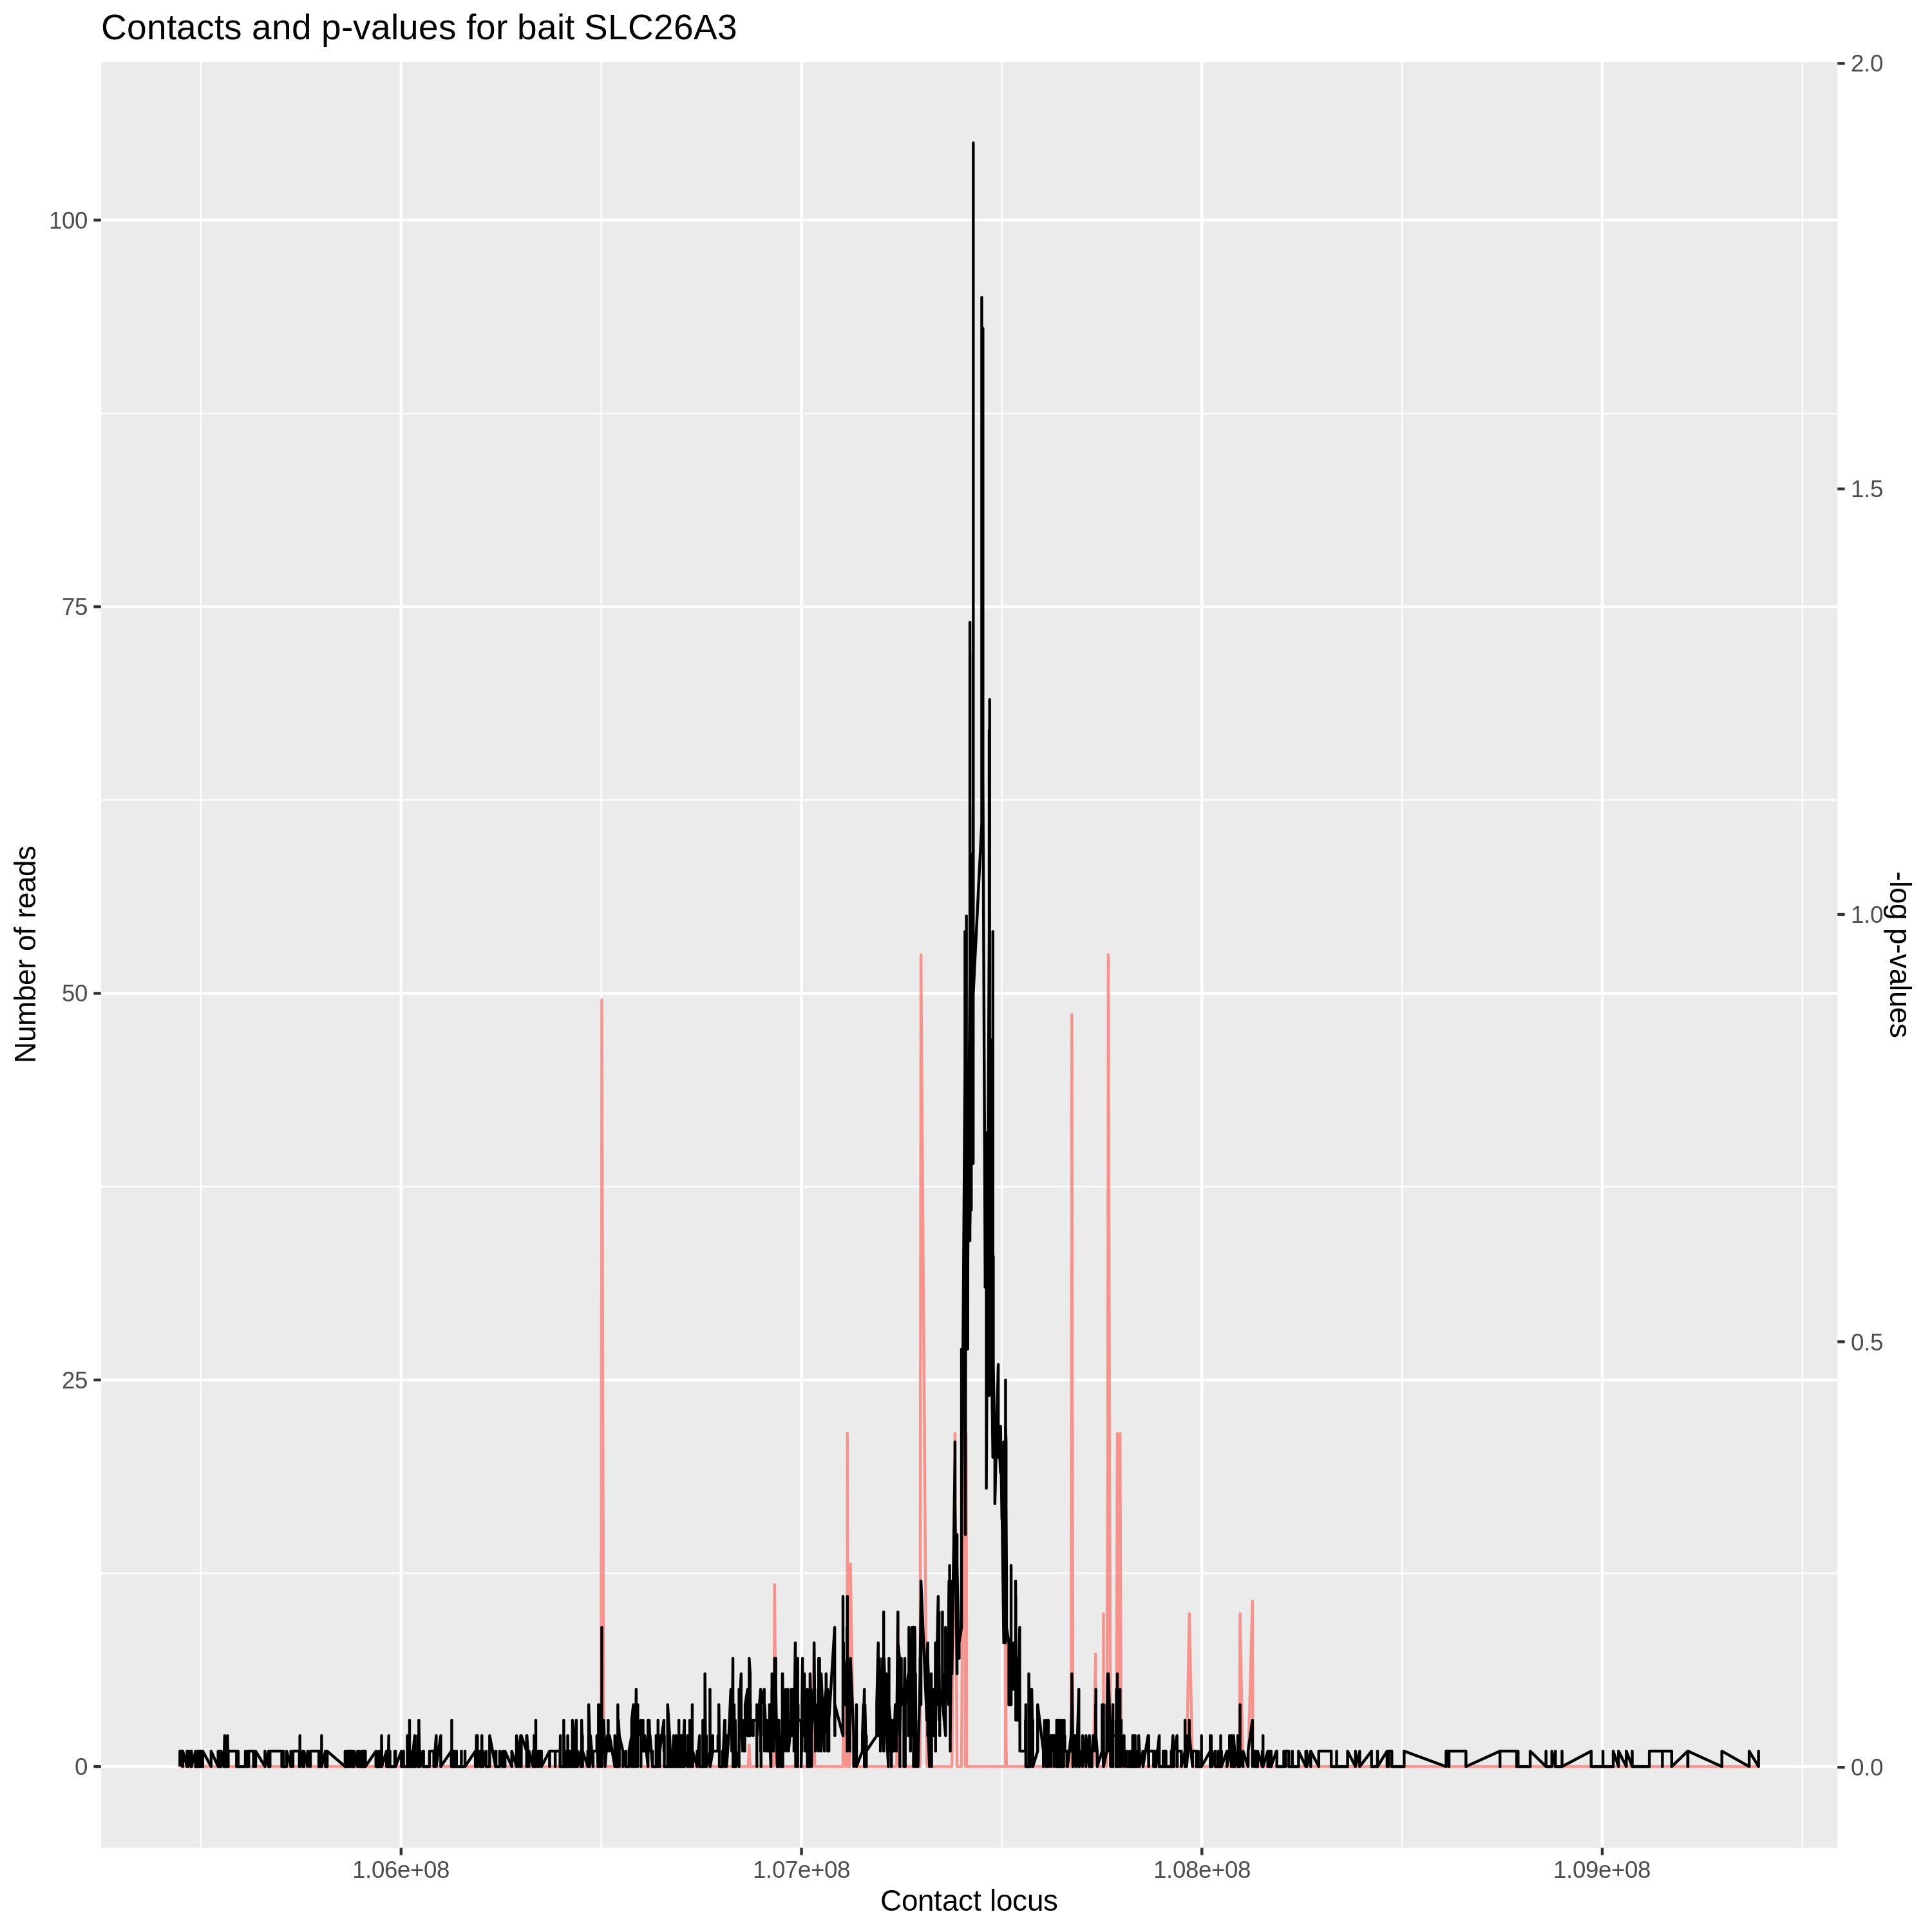 Contacts and p-values for bait SLC26A3
Number of reads
100
75
50
25
0
2.0
1.5
1.0
0.5
0.0
-log p-values
1.06e+08
1.07e+08
1.08e+08
1.09e+08
Contact locus